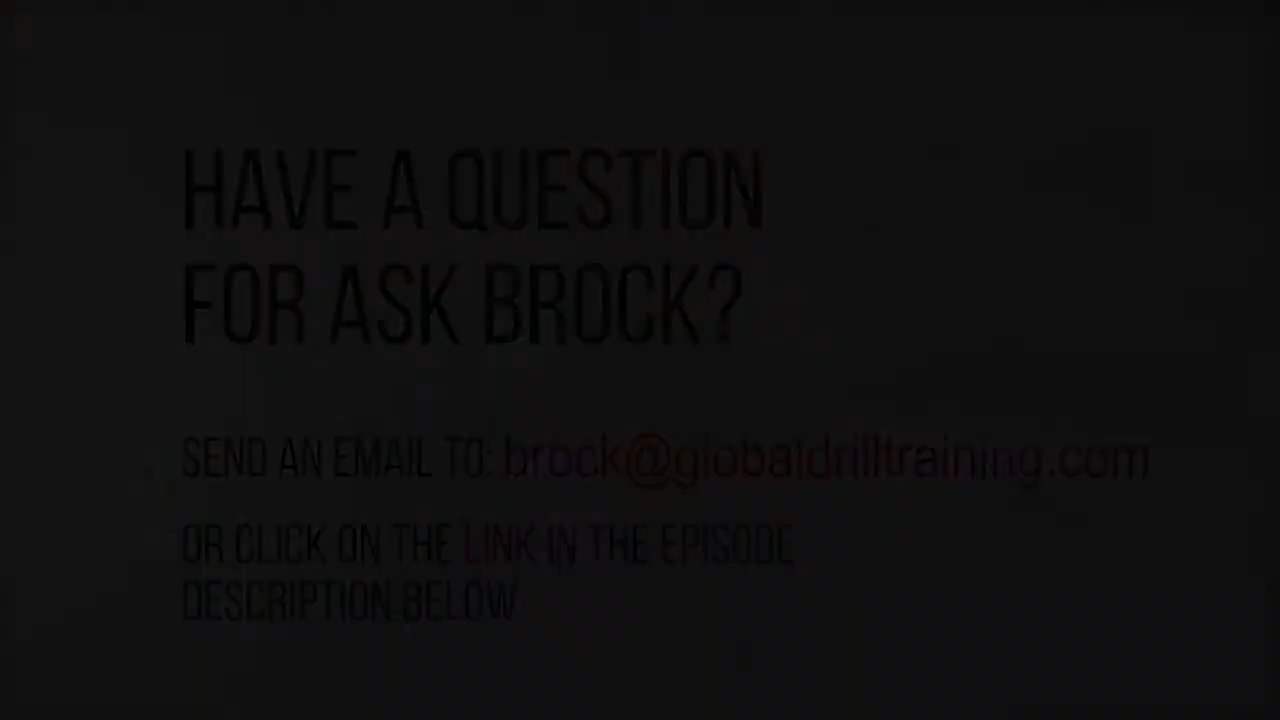 HAVE A QUESTION
FOR ASK BROCK?
SEND AN EMAIL TO: brock@globaldrilltraining.com
OR CLICK ON THE LINK IN THE EPISODE
DESCRIPTION BELOW